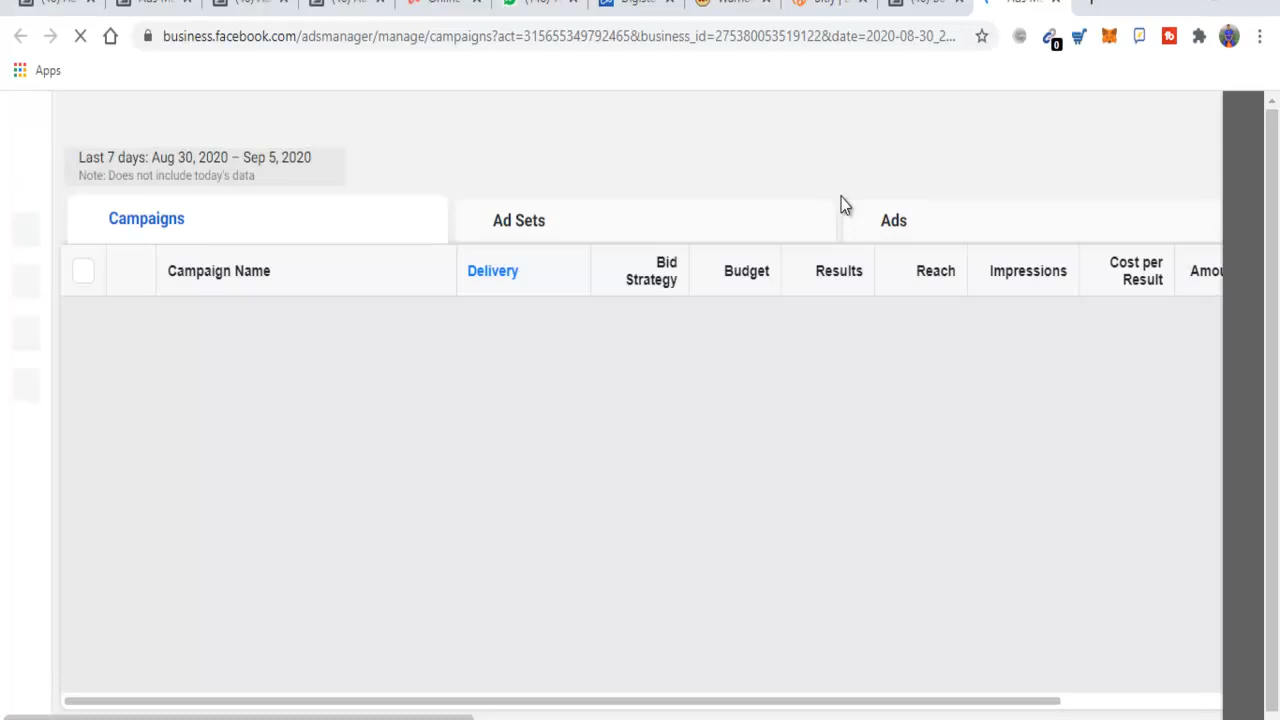 business.facebook.com/adsmanager/manage/campaigns?act=315655349792465&business_id=275380053519122&date=2020-08-30_2...
0
Apps
Last 7 days: Aug 30, 2020 – Sep 5, 2020
Note: Does not include today's data
Campaigns
Ad Sets
Ads
Campaign Name
Delivery
Bid
Strategy
Budget
Results
Reach
Impressions
Cost per
Result
Amou